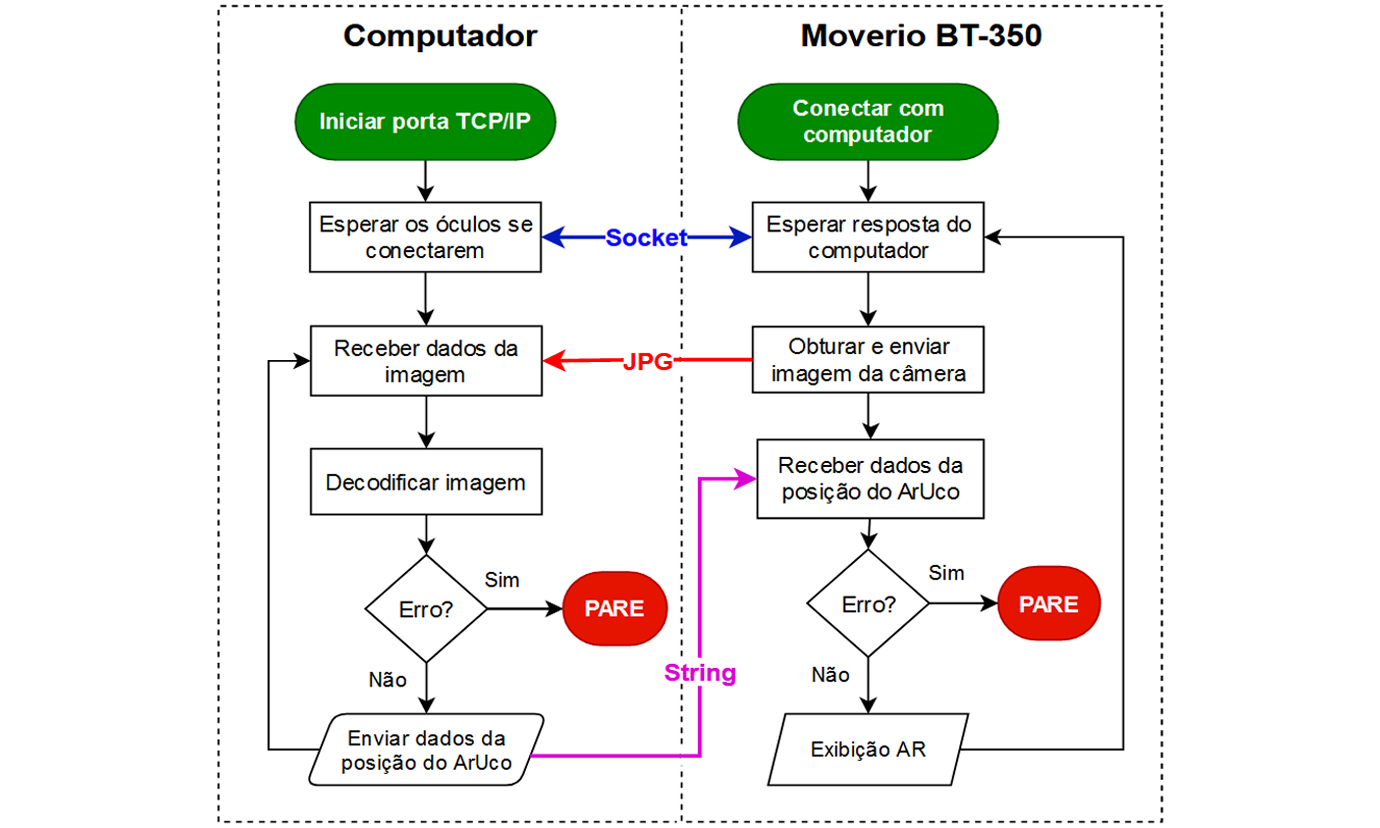 Computador
Moverio BT-350
Iniciar porta TCP/IP
Conectar com
computador
Esperar os óculos se
conectarem
Socket
Esperar resposta do
computador
Receber dados da
imagem
JPG
Obturar e enviar
imagem da câmera
Decodificar imagem
Receber dados da
posição do ArUco
Erro?
Sim
PARE
Erro?
Sim
PARE
Não
String
Não
Enviar dados da
posição do ArUco
Exibição AR